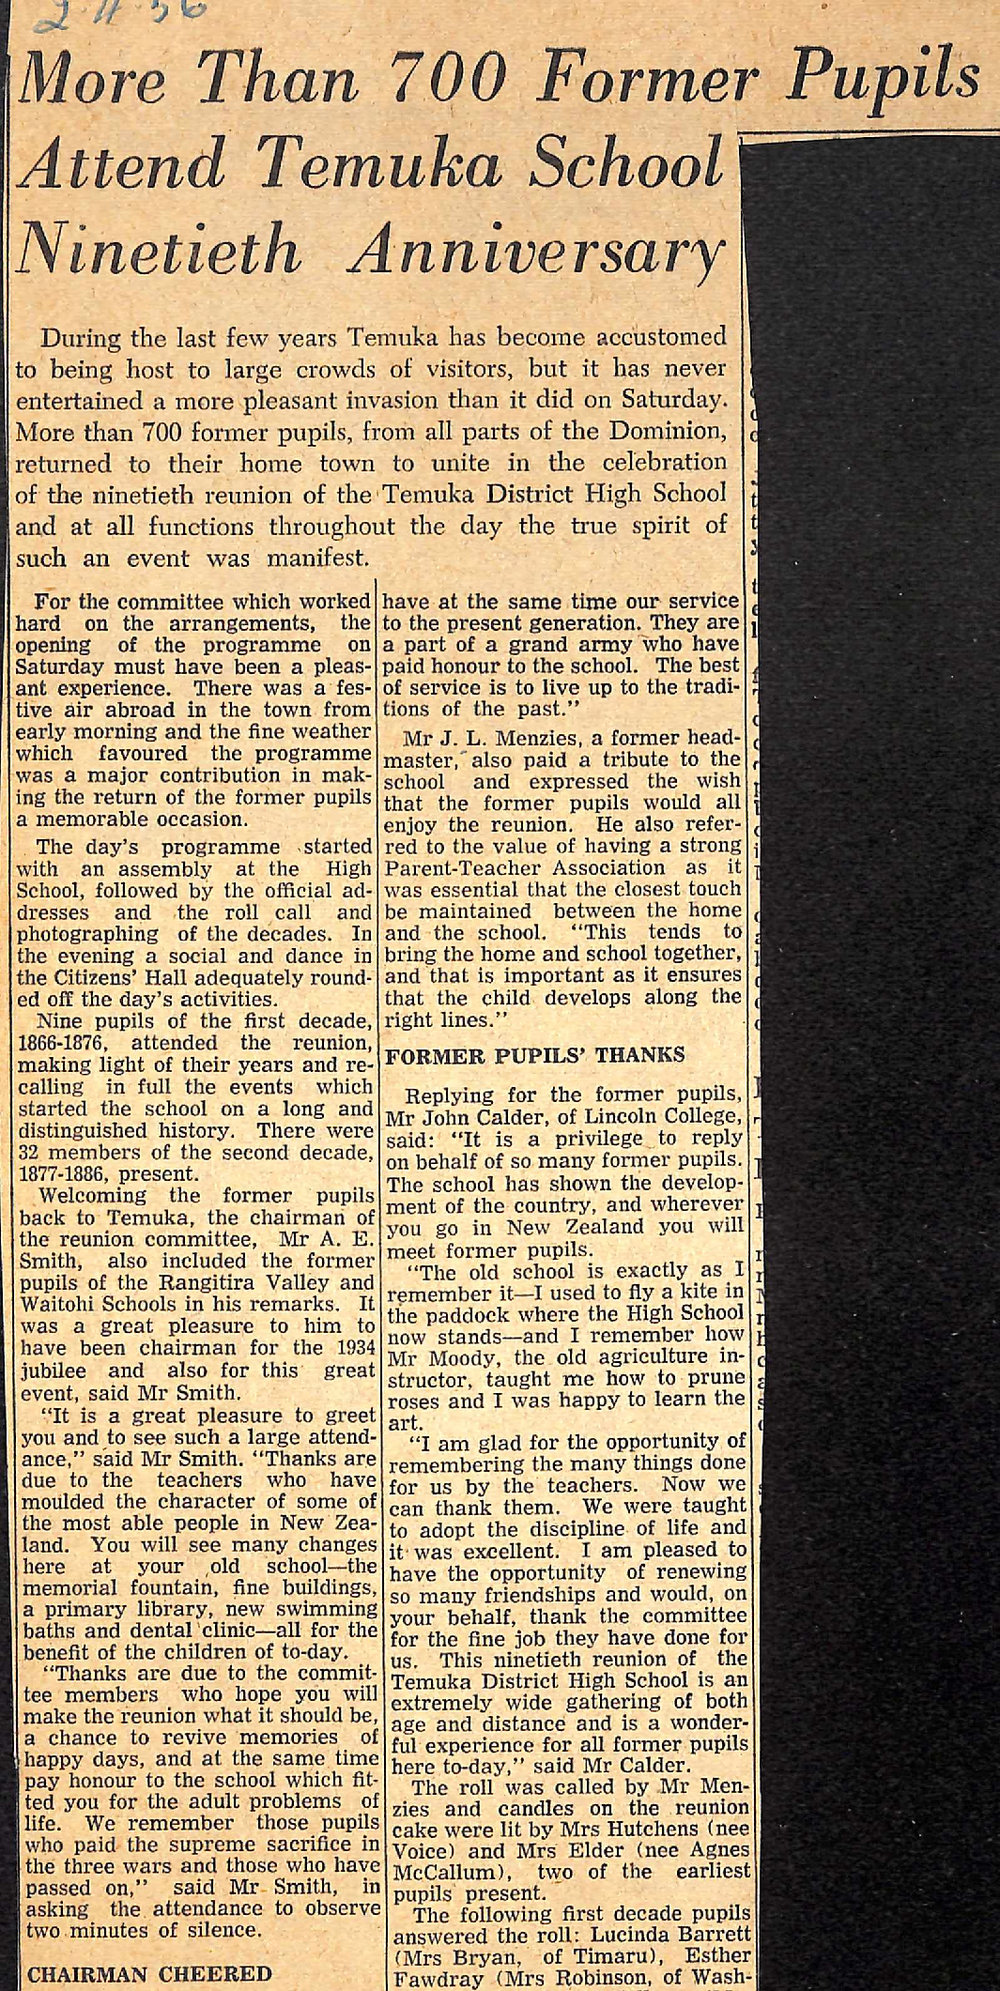 2.11.56
More Than 700 Former Pupils
Attend Temuka School
Ninetieth Anniversary
During the last few years Temuka has become accustomed
to being host to large crowds of visitors, but it has never
entertained a more pleasant invasion than it did on Saturday.
More than 700 former pupils, from all parts of the Dominion,
returned to their home town to unite in the celebration
of the ninetieth reunion of the Temuka District High School
and at all functions throughout the day the true spirit of
such an event was manifest.
For the committee which worked
hard on the arrangements, the
opening of the programme on
Saturday must have been a pleas-
ant experience. There was a fes-
tive air abroad in the town from
early morning and the fine weather
which favoured the programme
was a major contribution in mak-
ing the return of the former pupils
a memorable occasion.
The day's programme started
with an assembly at the High
School, followed by the official ad-
dresses and the roll call and
photographing of the decades. In
the evening a social and dance in
the Citizens' Hall adequately round-
ed off the day's activities.
Nine pupils of the first decade,
1866-1876, attended the reunion,
making light of their years and re-
calling in full the events which
started the school on a long and
distinguished history. There were
32 members of the second decade,
1877-1886, present.
Welcoming the former pupils
back to Temuka, the chairman of
the reunion committee, Mr A. E.
Smith, also included the former
pupils of the Rangitira Valley and
Waitohi Schools in his remarks. It
was a great pleasure to him to
have been chairman for the 1934
jubilee and also for this great
event, said Mr Smith.
"It is a great pleasure to greet
you and to see such a large attend-
ance," said Mr Smith. "Thanks are
due to the teachers who have
moulded the character of some of
the most able people in New Zea-
land. You will see many changes
here at your old school—the
memorial fountain, fine buildings,
a primary library, new swimming
baths and dental clinic—all for the
benefit of the children of to-day.
"Thanks are due to the commit-
tee members who hope you will
make the reunion what it should be,
a chance to revive memories of
happy days, and at the same time
pay honour to the school which fit-
ted you for the adult problems of
life. We remember those pupils
who paid the supreme sacrifice in
the three wars and those who have
passed on," said Mr Smith, in
asking the attendance to observe
two minutes of silence.
CHAIRMAN CHEERED
have at the same time our service
to the present generation. They are
a part of a grand army who have
paid honour to the school. The best
of service is to live up to the tradi-
tions of the past."
Mr J. L. Menzies, a former head-
master, also paid a tribute to the
school and expressed the wish
that the former pupils would all
enjoy the reunion. He also refer-
red to the value of having a strong
Parent-Teacher Association as it
was essential that the closest touch
be maintained between the home
and the school. "This tends to
bring the home and school together,
and that is important as it ensures
that the child develops along the
right lines."
FORMER PUPILS' THANKS
Replying for the former pupils,
Mr John Calder, of Lincoln College,
said: "It is a privilege to reply
on behalf of so many former pupils.
The school has shown the develop-
ment of the country, and wherever
you go in New Zealand you will
meet former pupils.
"The old school is exactly as I
remember it—I used to fly a kite in
the paddock where the High School
now stands—and I remember how
Mr Moody, the old agriculture in-
structor, taught me how to prune
roses and I was happy to learn the
art.
"I am glad for the opportunity of
remembering the many things done
for us by the teachers. Now we
can thank them. We were taught
to adopt the discipline of life and
it was excellent. I am pleased to
have the opportunity of renewing
so many friendships and would, on
your behalf, thank the committee
for the fine job they have done for
us. This ninetieth reunion of the
Temuka District High School is an
extremely wide gathering of both
age and distance and is a wonder-
ful experience for all former pupils
here to-day," said Mr Calder.
The roll was called by Mr Men-
zies and candles on the reunion
cake were lit by Mrs Hutchens (nee
Voice) and Mrs Elder (nee Agnes
McCallum), two of the earliest
pupils present.
The following first decade pupils
answered the roll: Lucinda Barrett
(Mrs Bryan, of Timaru), Esther
Fawdray (Mrs Robinson, of Wash-